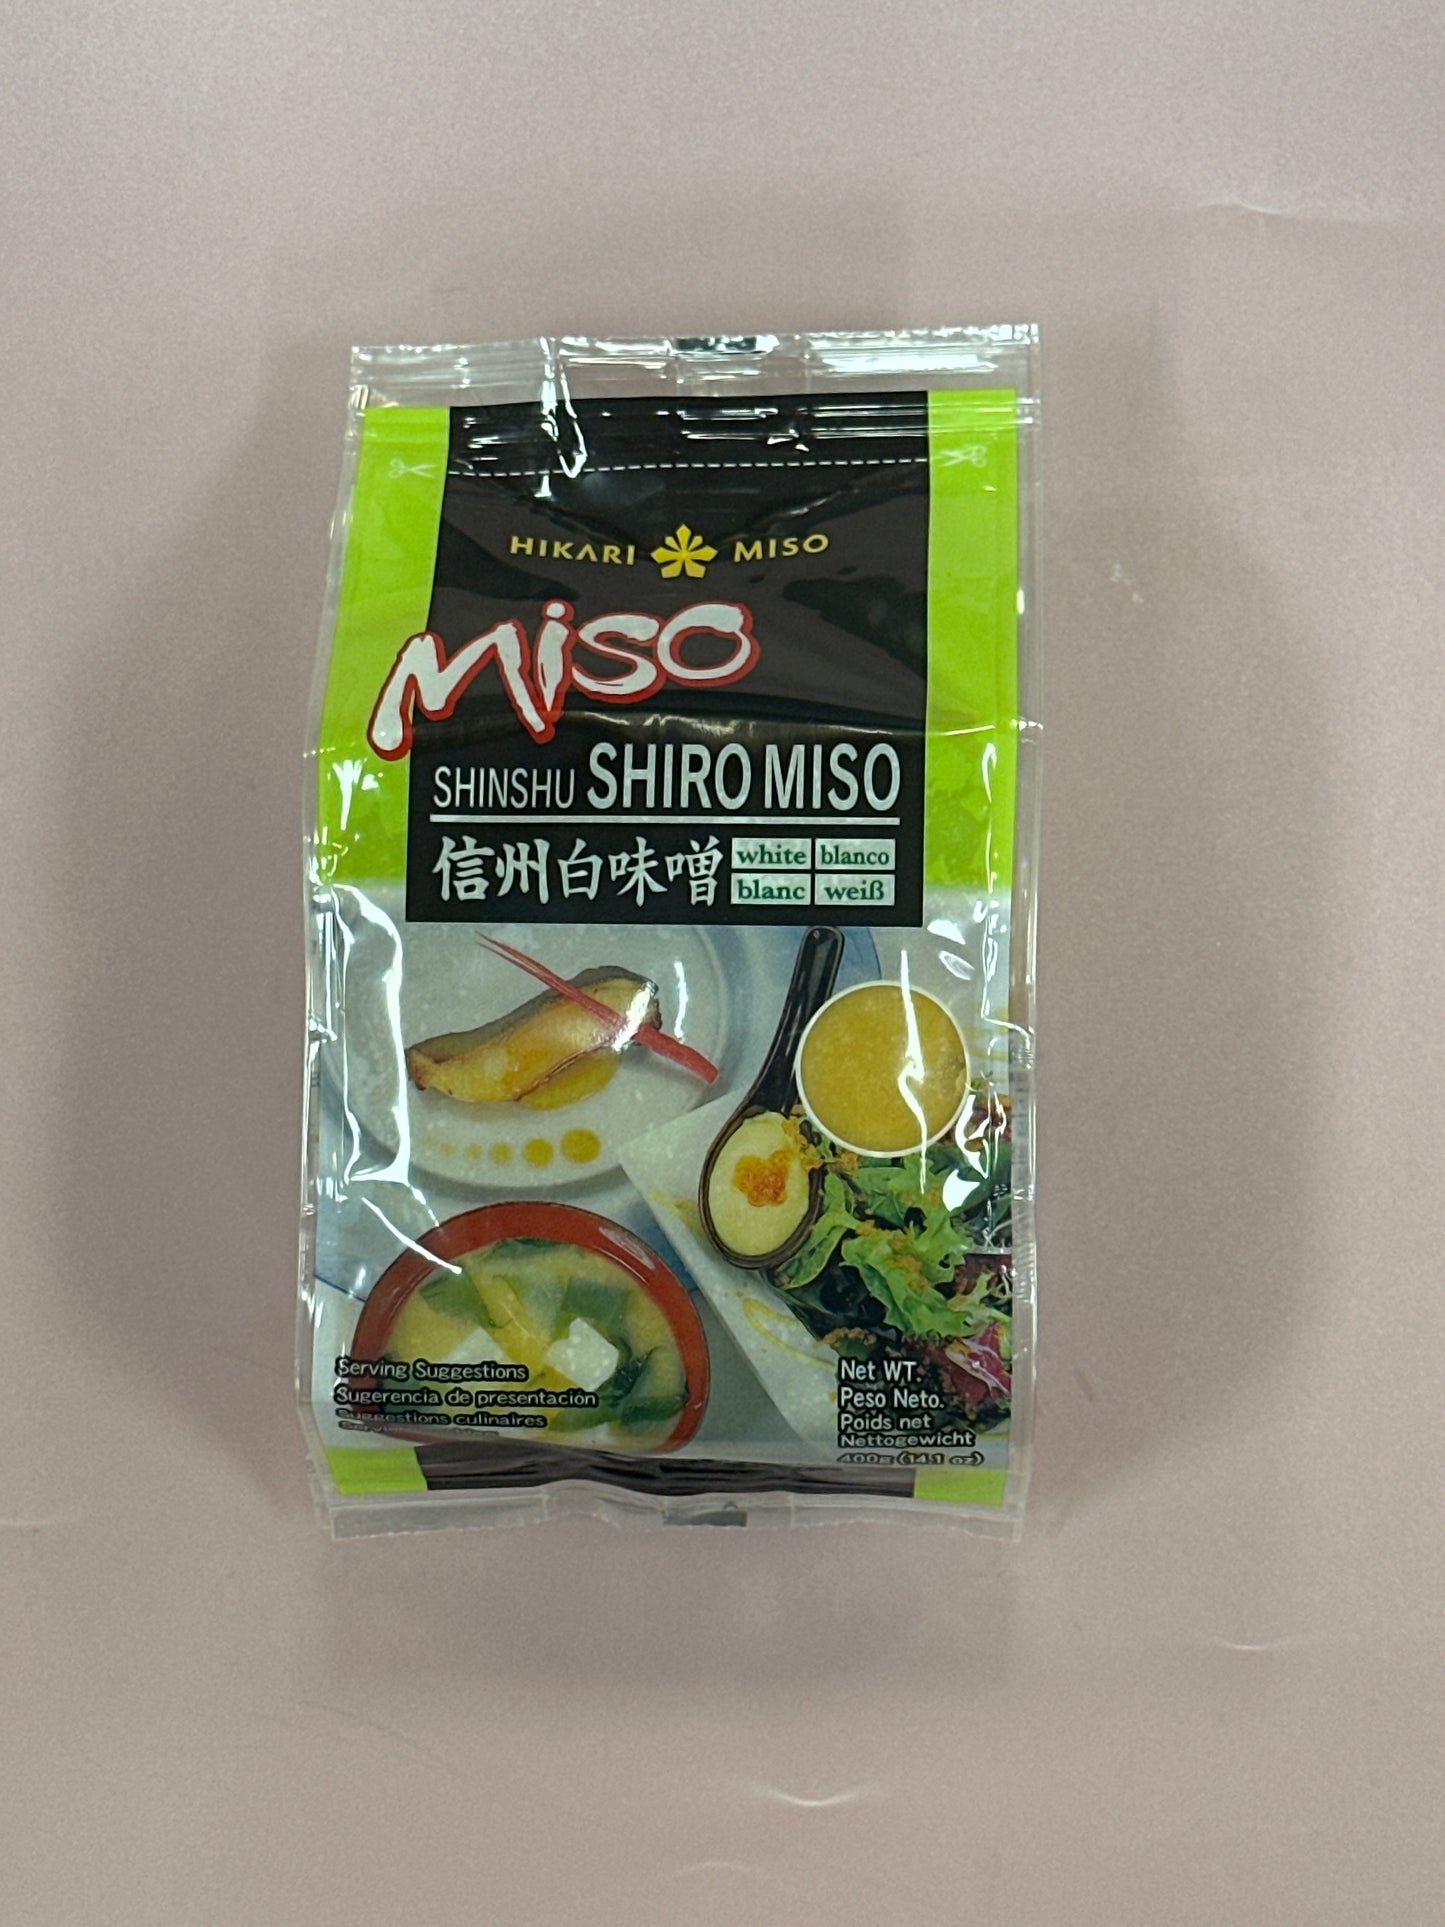 HIKARI MISO
Miso
SHINSHU SHIRO MISO
信州白味噌
white blanco
blanc weiß
Serving Suggestions
Sugerencia de presentación
Suggestions culinaires
Net WT.
Peso Neto.
Poids net
Nettogewicht
400g (14.1 oz)